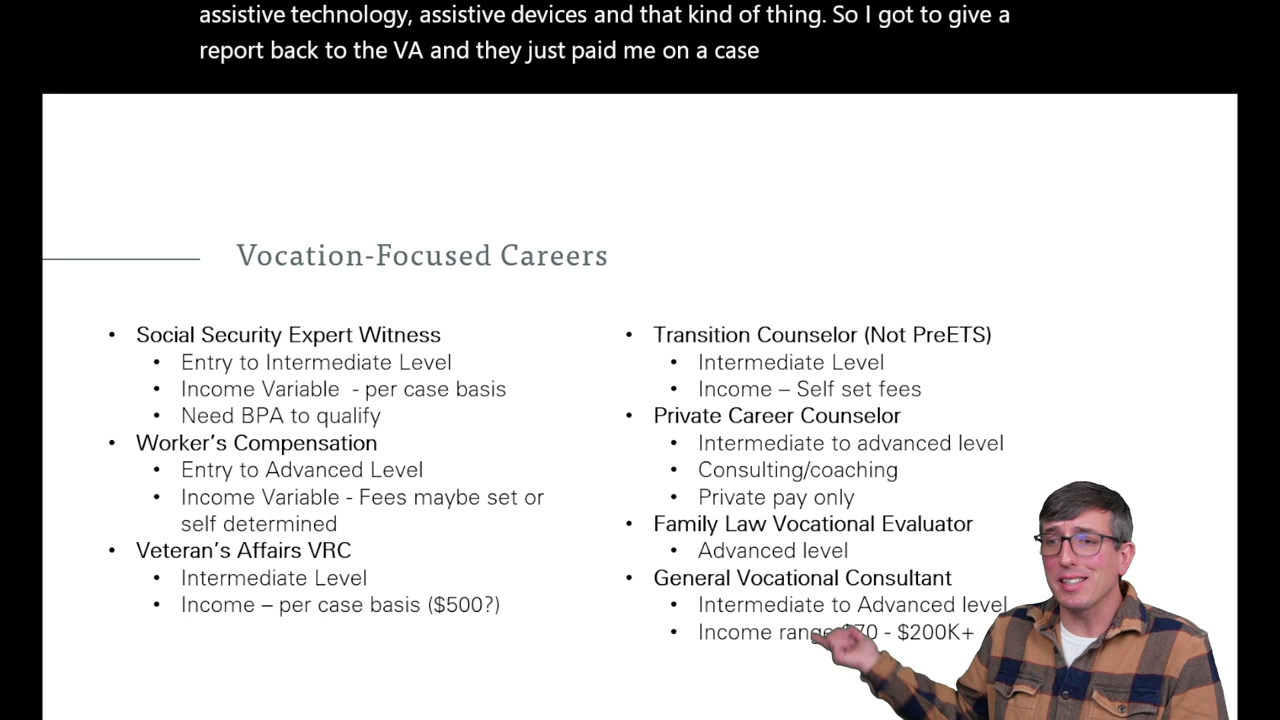 assistive technology, assistive devices and that kind of thing. So I got to give a
report back to the VA and they just paid me on a case
Vocation-Focused Careers
• Social Security Expert Witness
• Entry to Intermediate Level
• Income Variable - per case basis
• Need BPA to qualify
• Worker's Compensation
• Entry to Advanced Level
• Income Variable - Fees maybe set or
self determined
• Veteran's Affairs VRC
• Intermediate Level
• Income – per case basis ($500?)
• Transition Counselor (Not PreETS)
• Intermediate Level
• Income – Self set fees
• Private Career Counselor
• Intermediate to advanced level
• Consulting/coaching
• Private pay only
• Family Law Vocational Evaluator
• Advanced level
• General Vocational Consultant
• Intermediate to Advanced level
• Income range $70 - $200K+